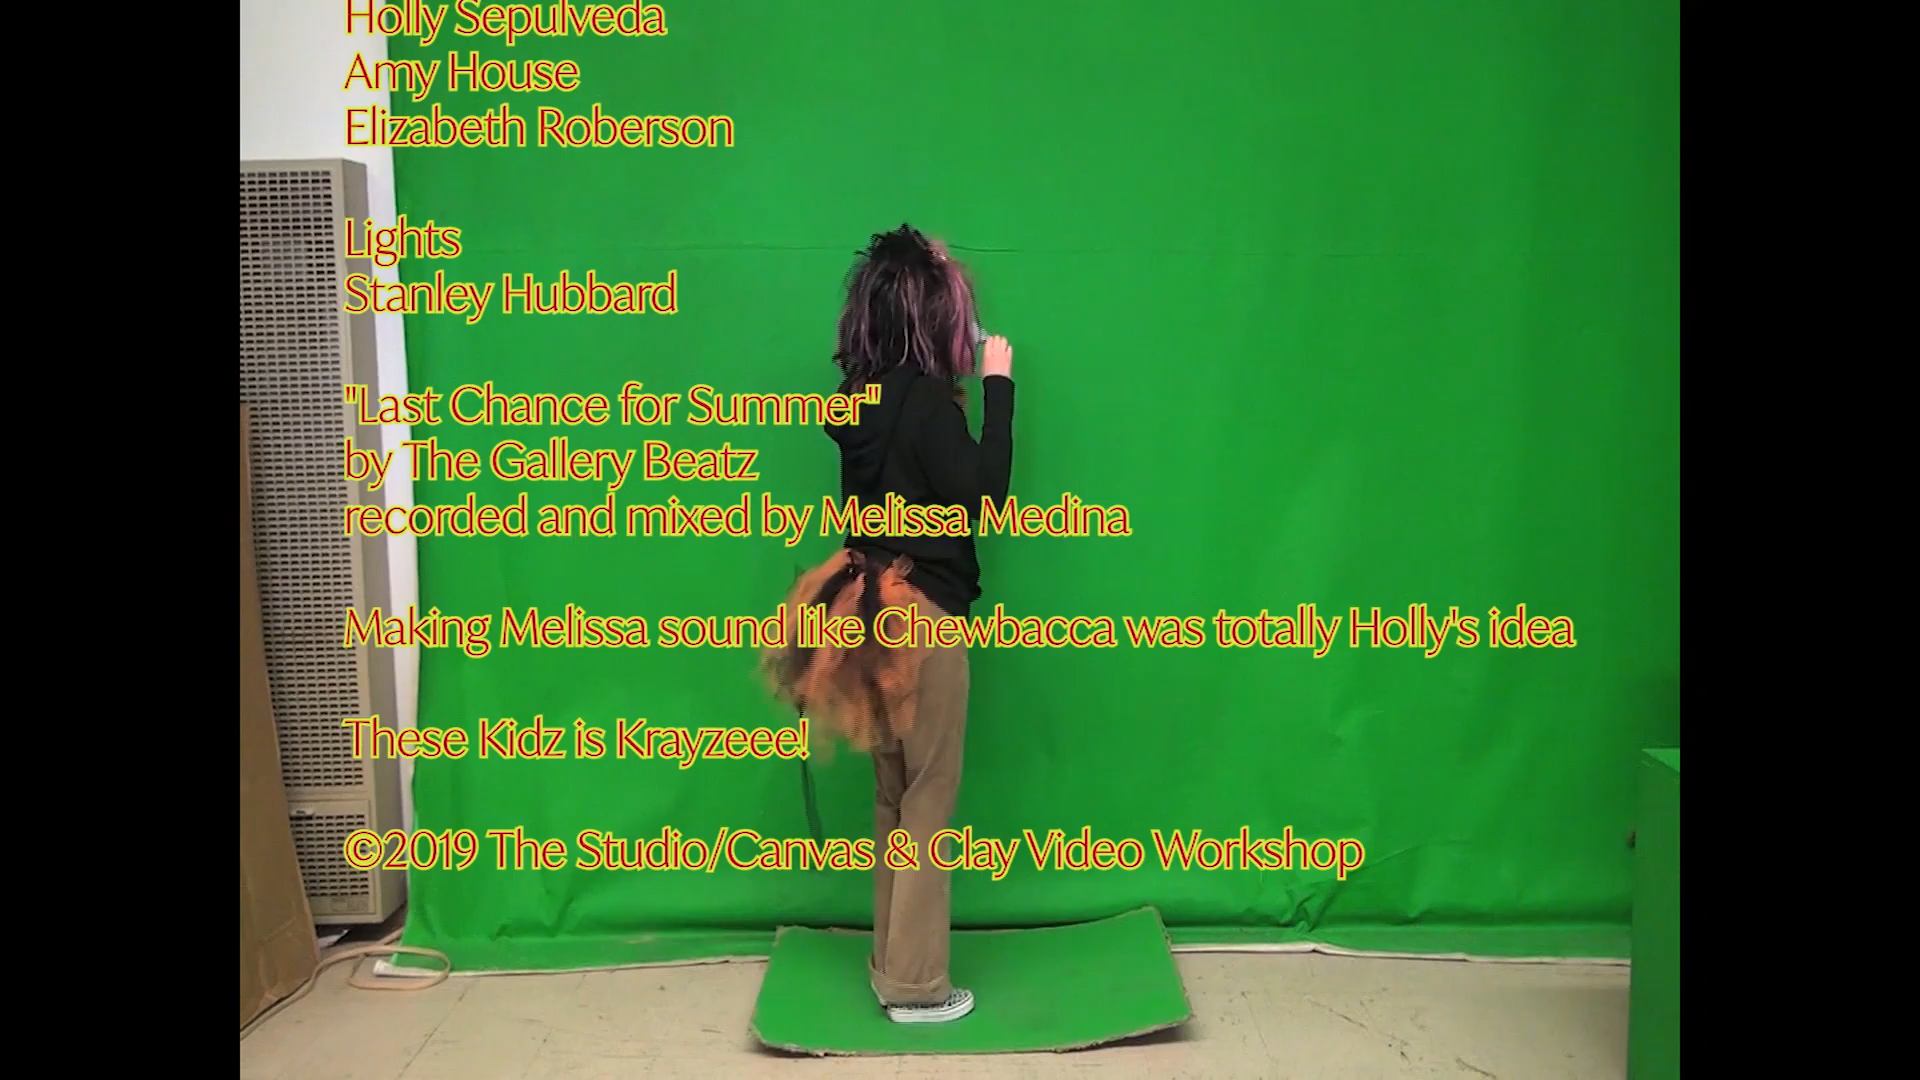 Holly Sepulveda
Amy House
Elizabeth Roberson
Lights
Stanley Hubbard
"Last Chance for Summer"
by The Gallery Beatz
recorded and mixed by Melissa Medina
Making Melissa sound like Chewbacca was totally Holly's idea
These Kidz is Krayzeee!
©2019 The Studio/Canvas & Clay Video Workshop